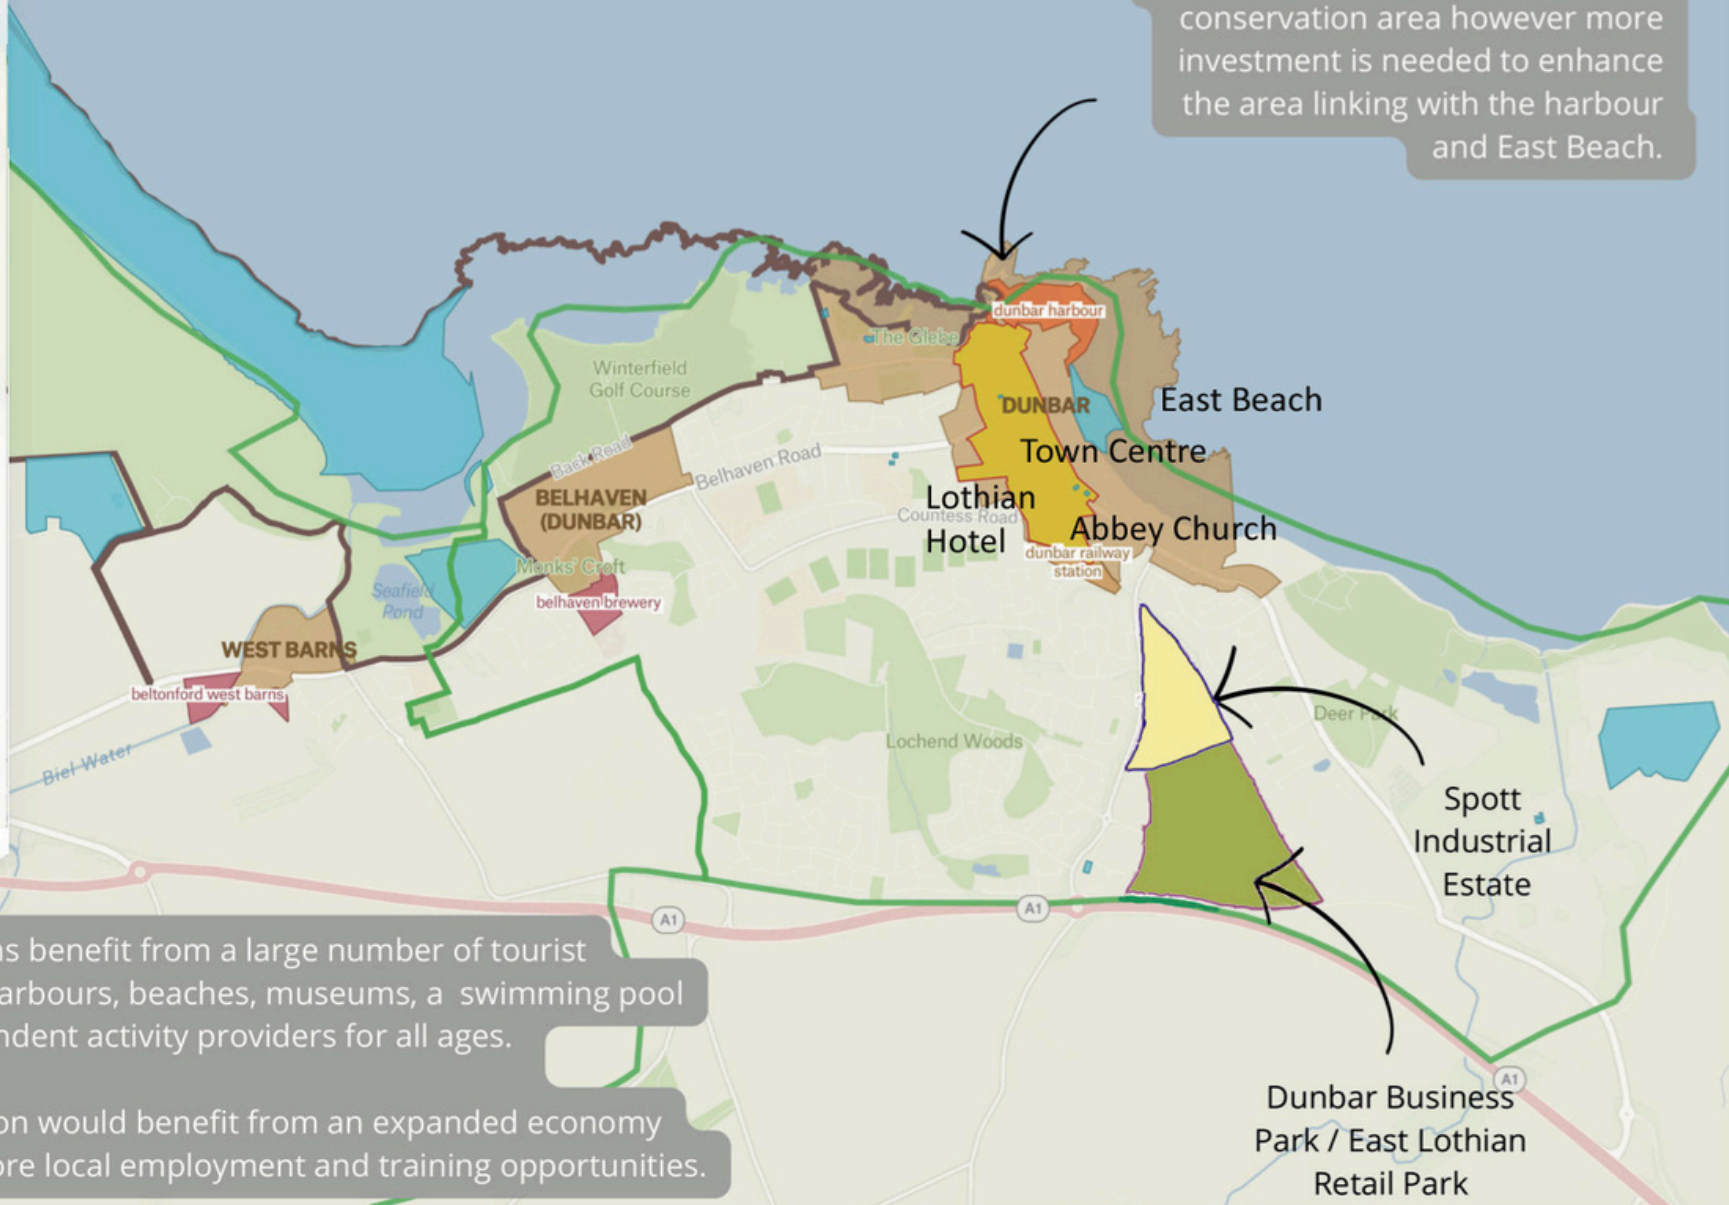 conservation area however more
investment is needed to enhance
the area linking with the harbour
and East Beach.
dunbar harbour
The Glebe
Winterfield
Golf Course
DUNBAR
East Beach
Back Road
Belhaven Road
Town Centre
BELHAVEN
(DUNBAR)
Lothian
Hotel
Countess Road
Abbey Church
dunbar railway
station
Monks' Croft
belhaven brewery
Seafield
Pond
WEST BARNS
beltonford west barns
Biel Water
Lochend Woods
Deer Park
Spott
Industrial
Estate
A1
A1
A1
Dunbar Business
Park / East Lothian
Retail Park
benefit from a large number of tourist
beaches, museums, a swimming pool
activity providers for all ages.
would benefit from an expanded economy
local employment and training opportunities.